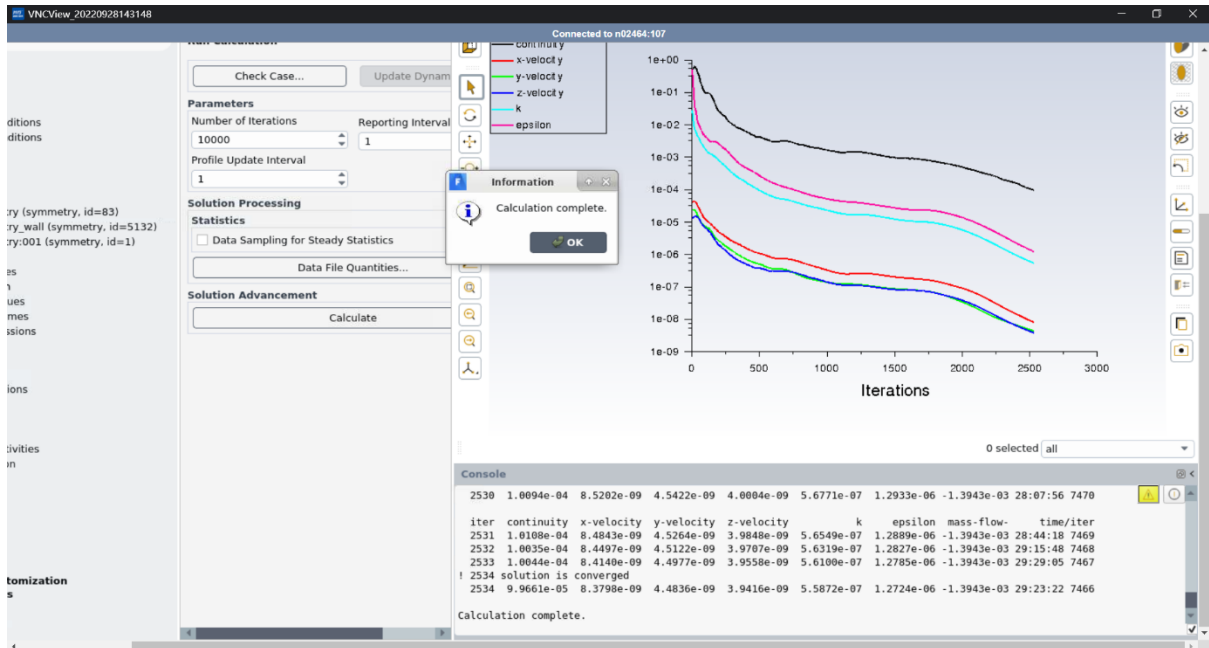 VNCView_20220928143148
Connected to n02464:107
Run Calculation
Check Case...
Update Dynam
Parameters
Number of Iterations
Reporting Interval
10000
1
Profile Update Interval
1
Solution Processing
Statistics
Data Sampling for Steady Statistics
Data File Quantities...
Solution Advancement
Calculate
ditions
ditions
try (symmetry, id=83)
try_wall (symmetry, id=5132)
try:001 (symmetry, id=1)
es
n
ues
mes
ssions
ions
tivities
on
tomization
s
continuity
x-velocity
y-velocity
z-velocity
k
epsilon
1e+00
1e-01
1e-02
1e-03
1e-04
1e-05
1e-06
1e-07
1e-08
1e-09
0 500 1000 1500 2000 2500 3000
Iterations
Information
Calculation complete.
OK
0 selected all
Console
2530 1.0094e-04 8.5202e-09 4.5422e-09 4.0004e-09 5.6771e-07 1.2933e-06 -1.3943e-03 28:07:56 7470
iter continuity x-velocity y-velocity z-velocity k epsilon mass-flow- time/iter
2531 1.0108e-04 8.4843e-09 4.5264e-09 3.9848e-09 5.6549e-07 1.2889e-06 -1.3943e-03 28:44:18 7469
2532 1.0035e-04 8.4497e-09 4.5122e-09 3.9707e-09 5.6319e-07 1.2827e-06 -1.3943e-03 29:15:48 7468
2533 1.0044e-04 8.4140e-09 4.4977e-09 3.9558e-09 5.6100e-07 1.2785e-06 -1.3943e-03 29:29:05 7467
! 2534 solution is converged
2534 9.9661e-05 8.3798e-09 4.4836e-09 3.9416e-09 5.5872e-07 1.2724e-06 -1.3943e-03 29:23:22 7466
Calculation complete.